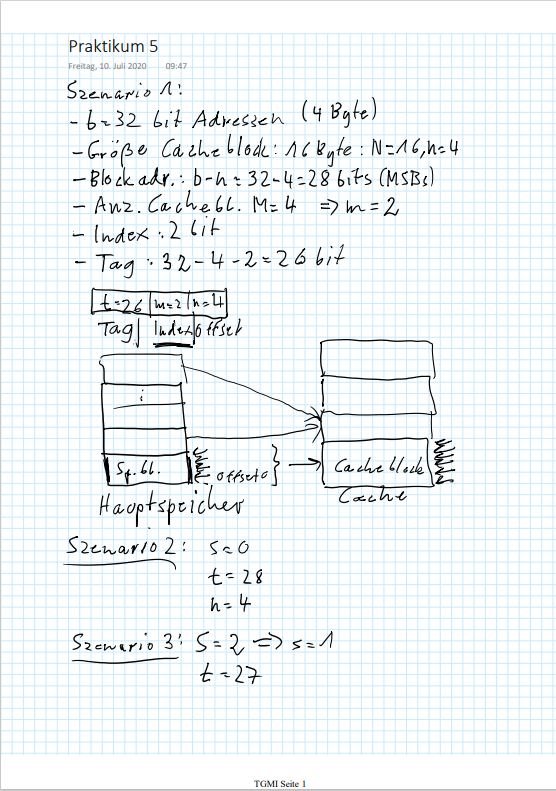 Praktikum 5
Freitag, 10. Juli 2020 09:47
Szenario 1:
- b=32 bit Adressen (4 Byte)
- Größe Cacheblock: 16 Byte: N=16, n=4
- Blockadr.: b-n = 32-4=28 bits (MSBs)
- Anz. Cachebl. M=4 => m=2
- Index: 2 bit
- Tag: 32-4-2=26 bit
t=26 m=2 n=4
Tag Index Offset
Sp.bl. offset Cacheblock
Hauptspeicher Cache
Szenario 2: s=0
t=28
n=4
Szenario 3: S=2 => s=1
t=27
TGMI Seite 1